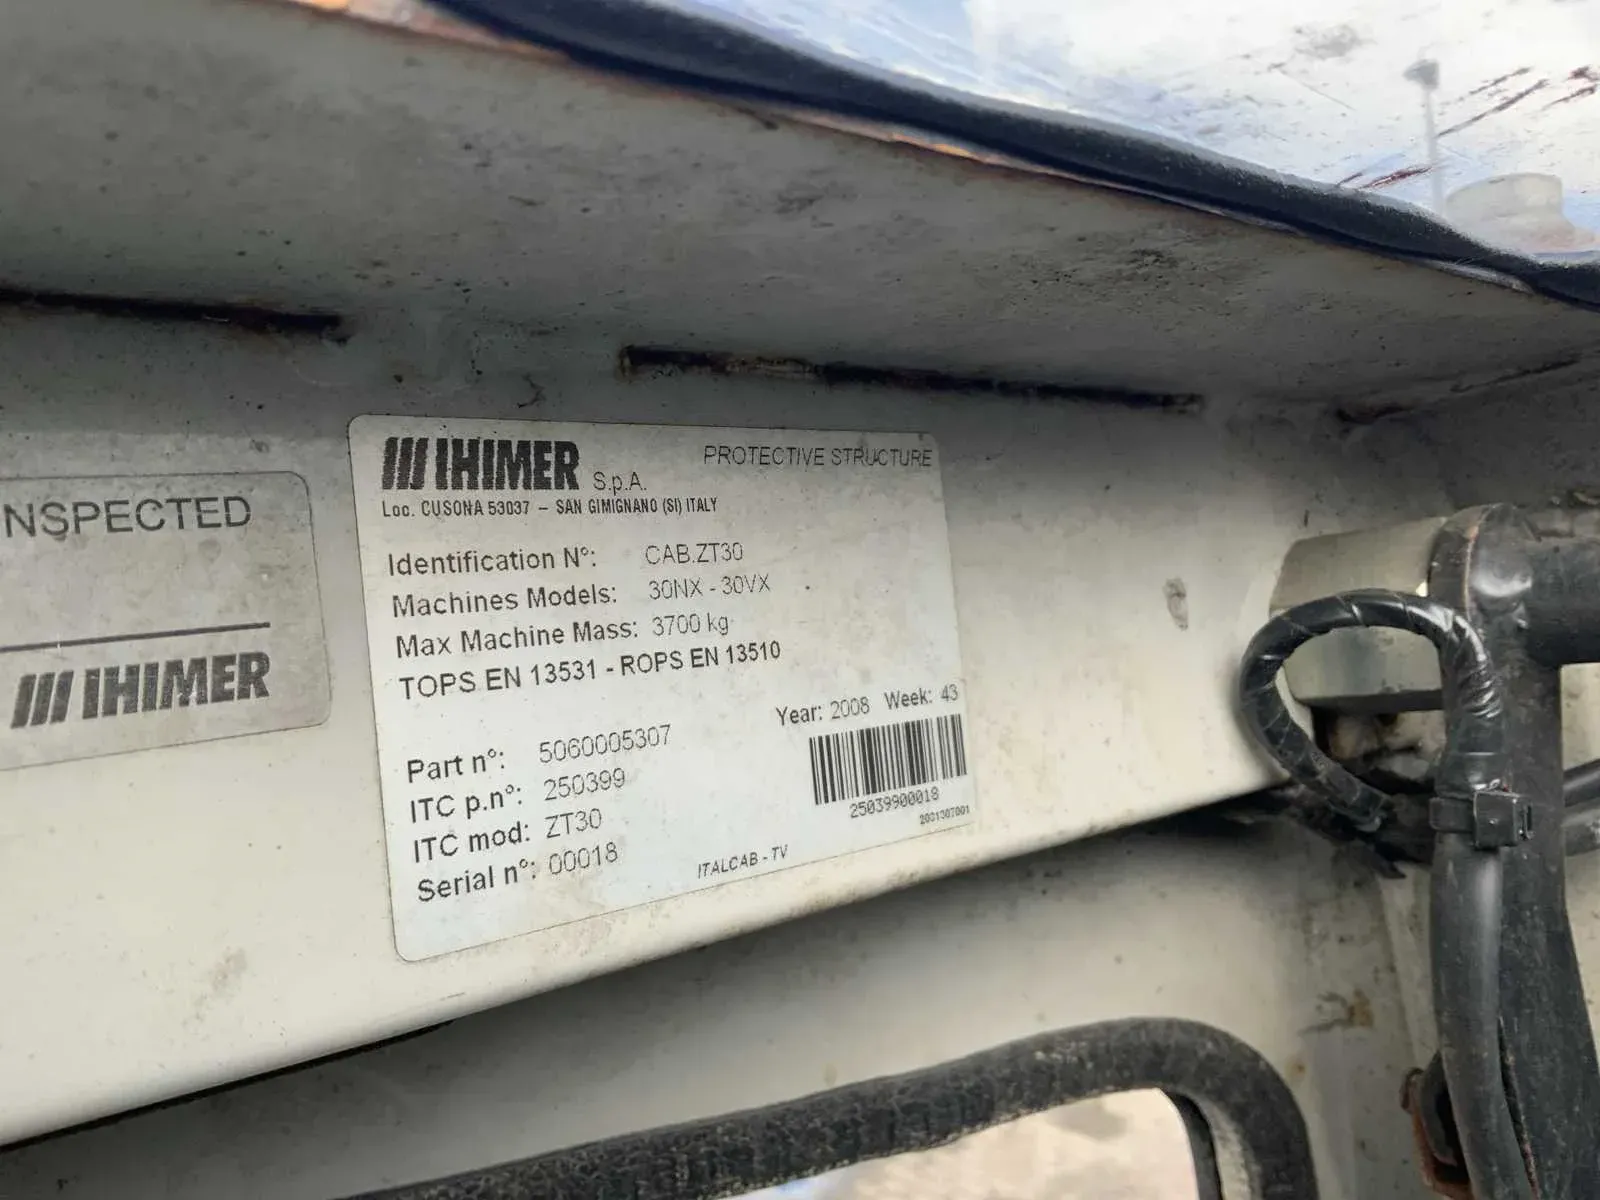 NSPECTED
IHIMER
IHIMER S.p.A.
PROTECTIVE STRUCTURE
Loc. CUSONA 53037 – SAN GIMIGNANO (SI) ITALY
Identification N°: CAB.ZT30
Machines Models: 30NX - 30VX
Max Machine Mass: 3700 kg
TOPS EN 13531 - ROPS EN 13510
Year: 2008 Week: 43
Part n°: 5060005307
ITC p.n°: 250399
ITC mod: ZT30
Serial n°: 00018
25039900018
2031307001
ITALCAB - TV